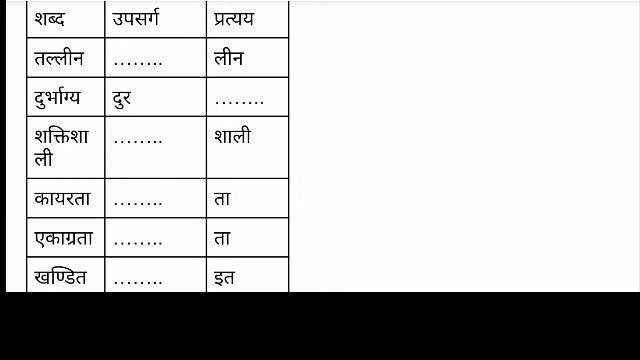 शब्द उपसर्ग प्रत्यय
तल्लीन ........ लीन
दुर्भाग्य दुर ........
शक्तिशा ........ शाली
ली
कायरता ........ ता
एकाग्रता ........ ता
खण्डित ........ इत